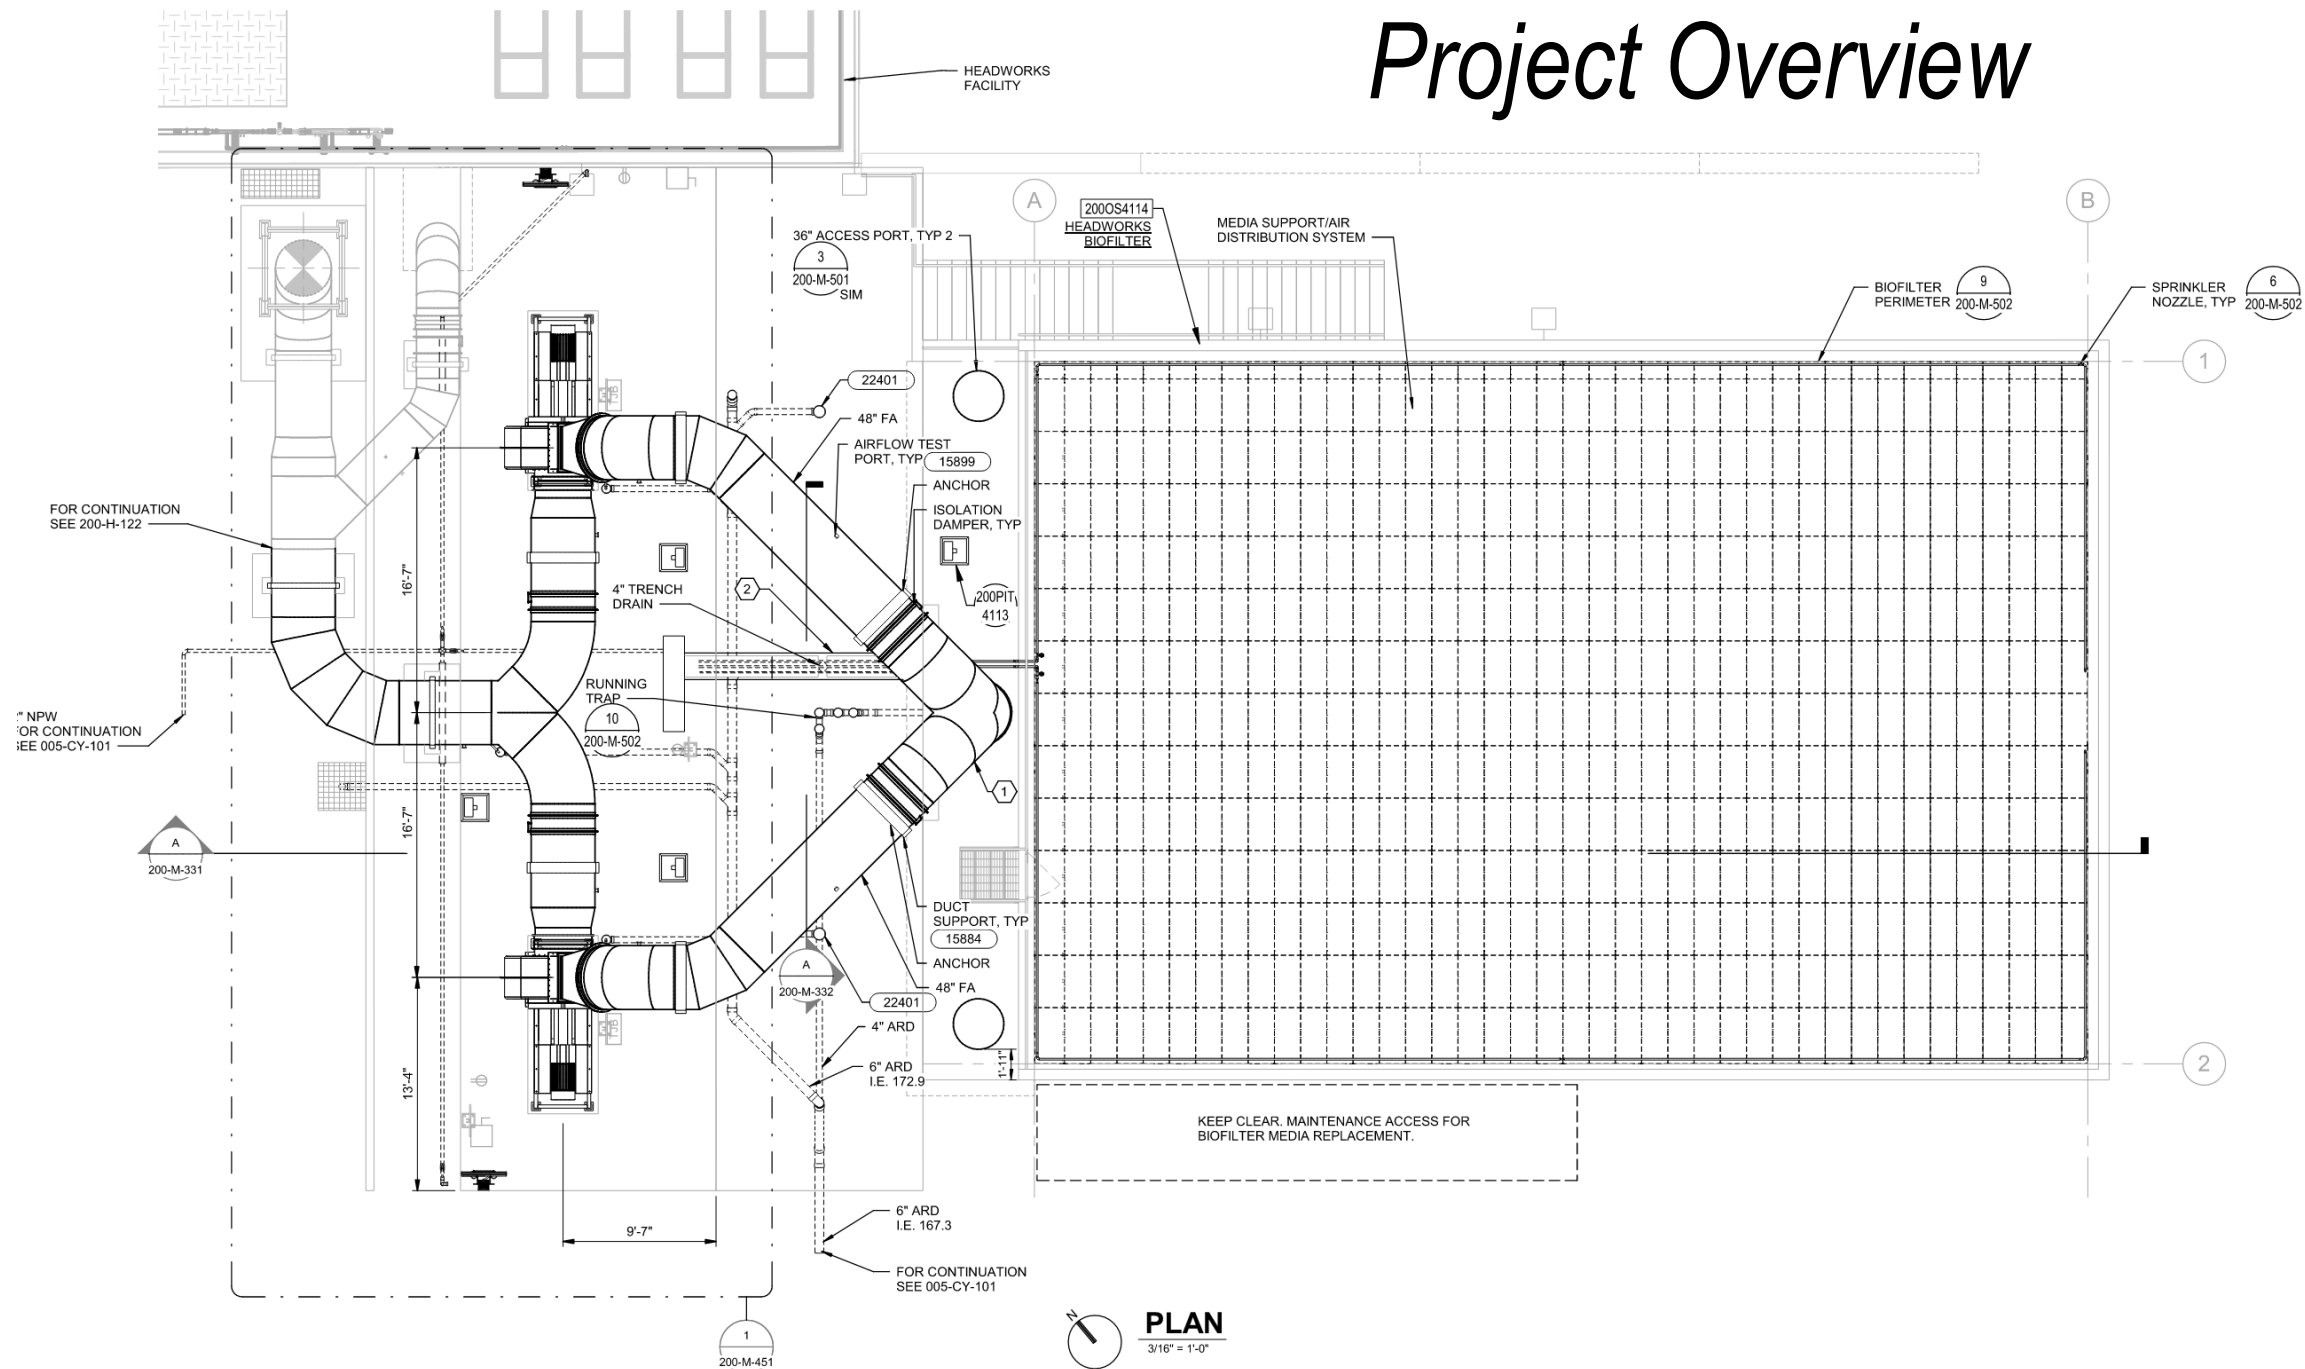 Project Overview
HEADWORKS
FACILITY
A
B
200OS4114
HEADWORKS
BIOFILTER
MEDIA SUPPORT/AIR
DISTRIBUTION SYSTEM
36" ACCESS PORT, TYP 2
3
200-M-501
SIM
BIOFILTER
PERIMETER
9
200-M-502
SPRINKLER
NOZZLE, TYP
6
200-M-502
1
22401
48" FA
AIRFLOW TEST
PORT, TYP
15899
ANCHOR
ISOLATION
DAMPER, TYP
FOR CONTINUATION
SEE 200-H-122
16'-7"
4" TRENCH
DRAIN
2
200PIT
4113
RUNNING
TRAP
10
200-M-502
" NPW
OR CONTINUATION
SEE 005-CY-101
1
16'-7"
A
200-M-331
DUCT
SUPPORT, TYP
15884
ANCHOR
A
200-M-332
48" FA
22401
4" ARD
6" ARD
I.E. 172.9
1'-11"
2
13'-4"
KEEP CLEAR. MAINTENANCE ACCESS FOR
BIOFILTER MEDIA REPLACEMENT.
9'-7"
6" ARD
I.E. 167.3
FOR CONTINUATION
SEE 005-CY-101
1
200-M-451
N
PLAN
3/16" = 1'-0"